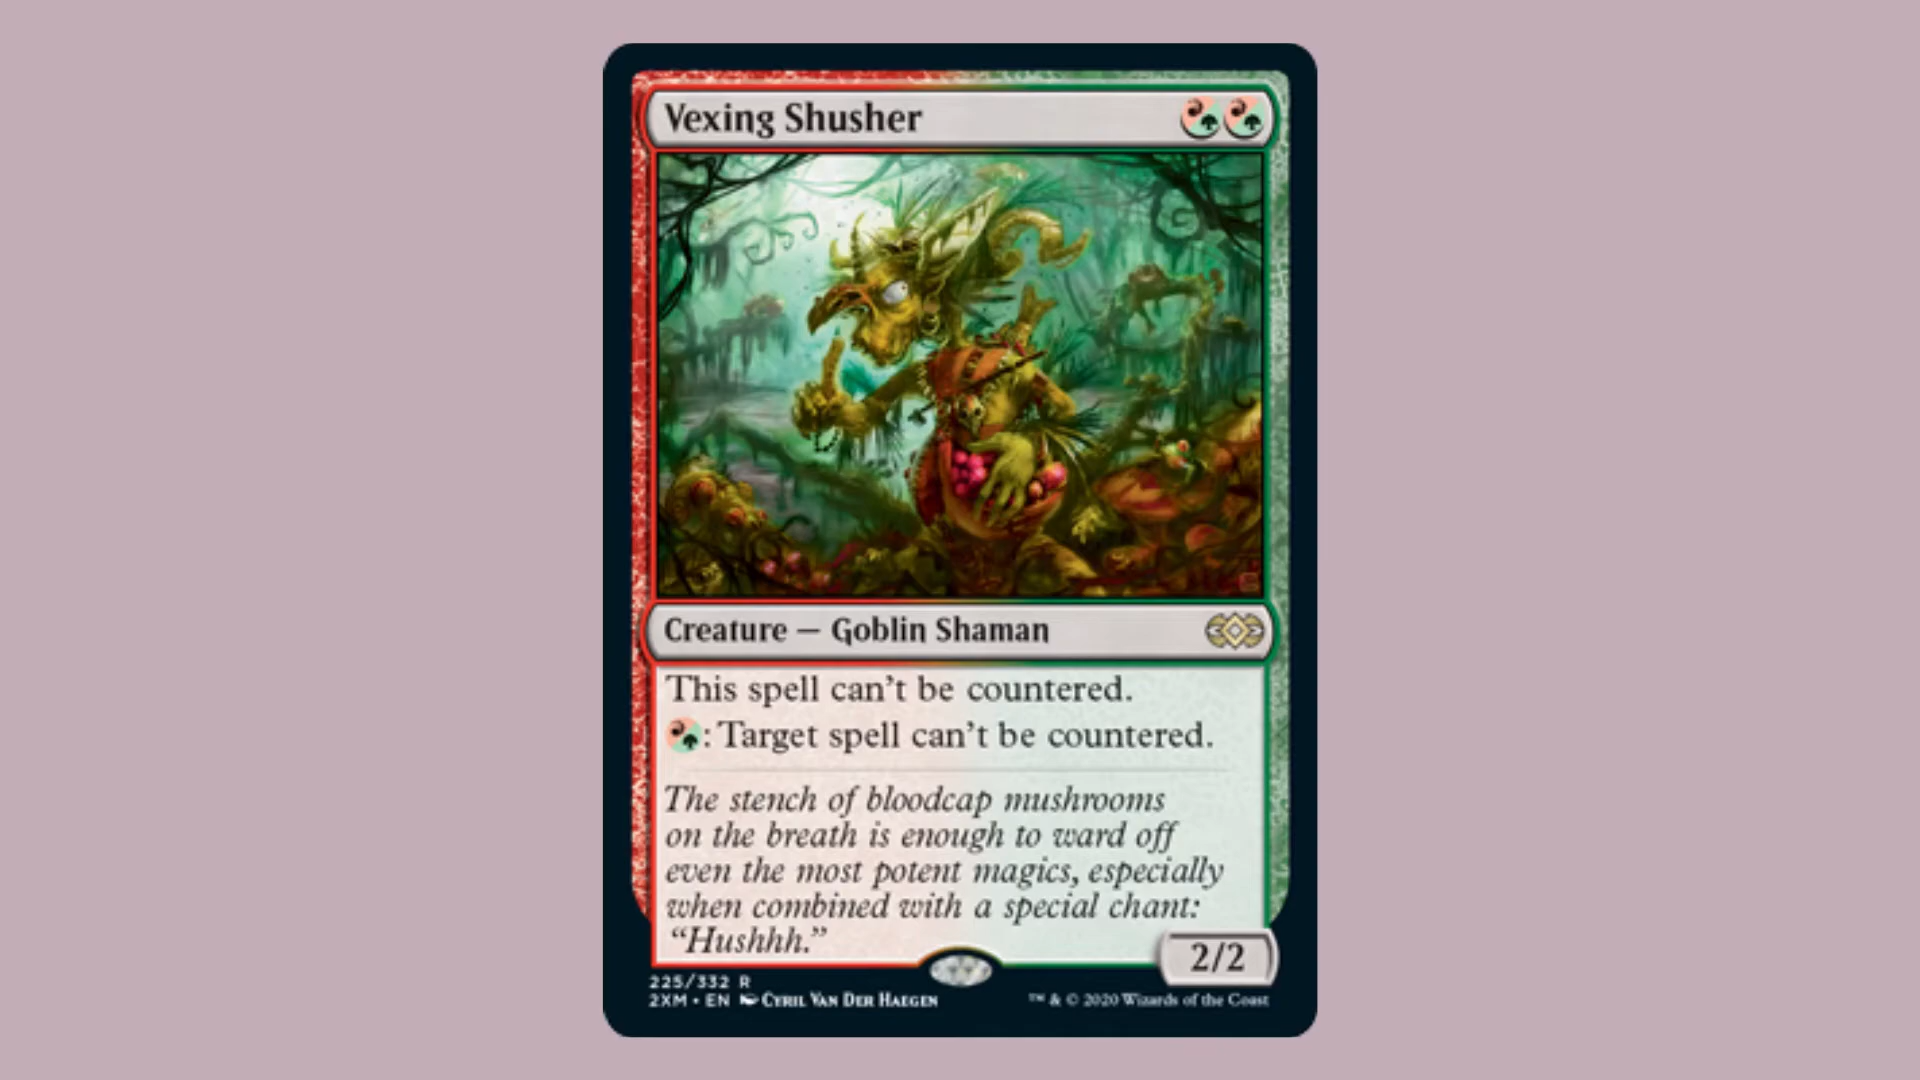 Vexing Shusher
Creature — Goblin Shaman
This spell can't be countered.
: Target spell can't be countered.
The stench of bloodcap mushrooms
on the breath is enough to ward off
even the most potent magics, especially
when combined with a special chant:
“Hushhh.”
2/2
225/332 R
2XM • EN Cyril Van Der Haegen
™ & © 2020 Wizards of the Coast